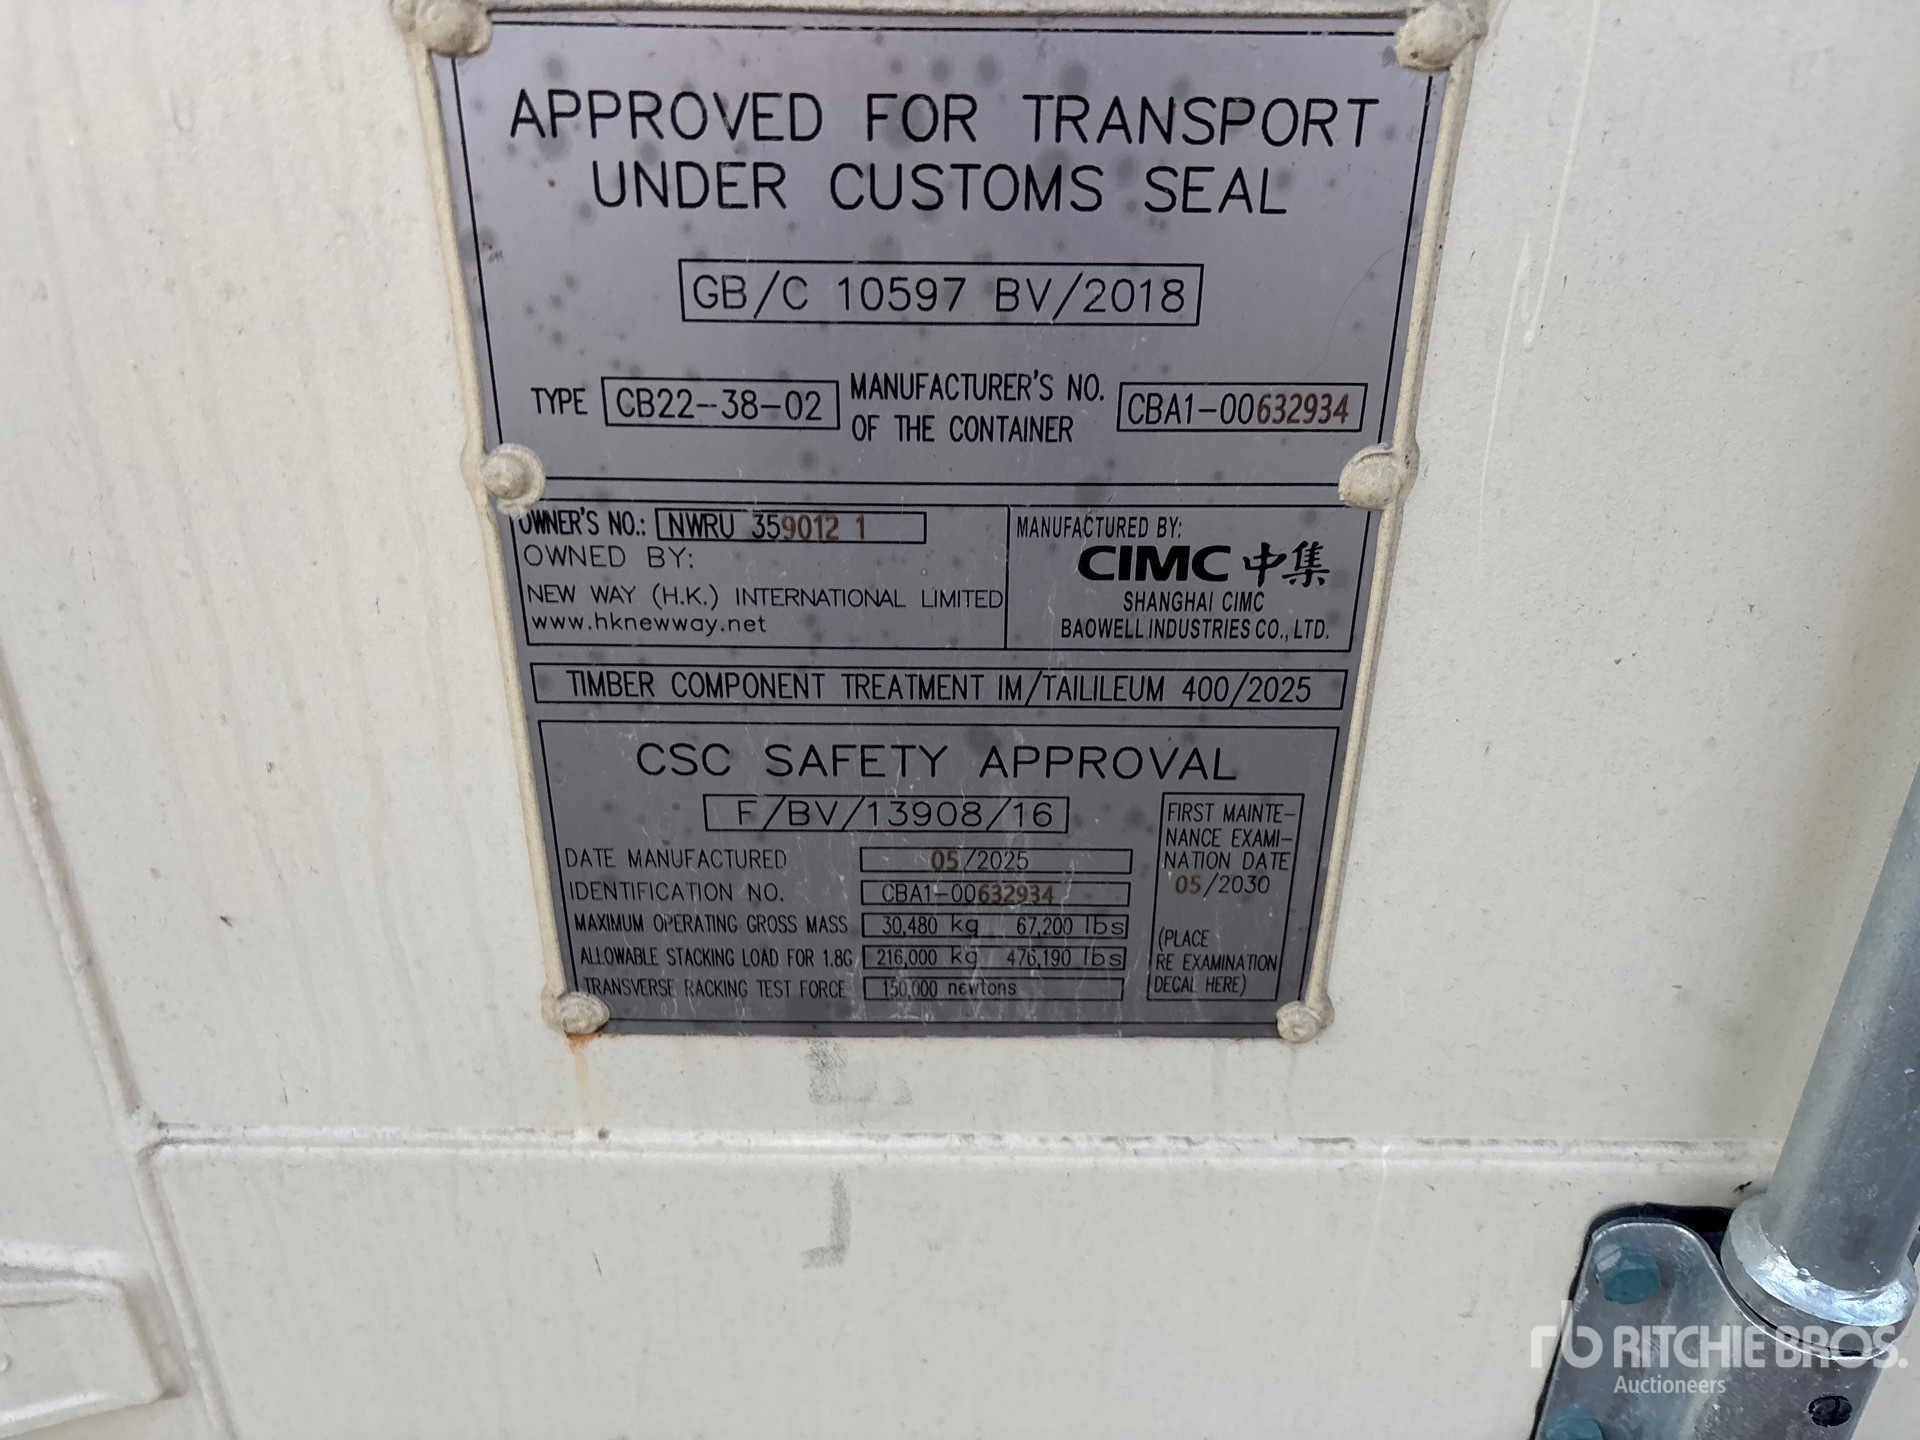 APPROVED FOR TRANSPORT
UNDER CUSTOMS SEAL
GB/C 10597 BV/2018
TYPE CB22-38-02 MANUFACTURER'S NO. OF THE CONTAINER CBA1-00632934
OWNER'S NO.: NWRU 359012 1
OWNED BY:
NEW WAY (H.K.) INTERNATIONAL LIMITED
www.hknewway.net
MANUFACTURED BY:
CIMC 中集
SHANGHAI CIMC
BAOWELL INDUSTRIES CO., LTD.
TIMBER COMPONENT TREATMENT IM/TAILILEUM 400/2025
CSC SAFETY APPROVAL
F/BV/13908/16
DATE MANUFACTURED 05/2025
IDENTIFICATION NO. CBA1-00632934
MAXIMUM OPERATING GROSS MASS 30,480 kg 67,200 lbs
ALLOWABLE STACKING LOAD FOR 1.8G 216,000 kg 476,190 lbs
TRANSVERSE RACKING TEST FORCE 150,000 newtons
FIRST MAINTE-
NANCE EXAMI-
NATION DATE
05/2030
(PLACE
RE EXAMINATION
DECAL HERE)
rb RITCHIE BROS.
Auctioneers